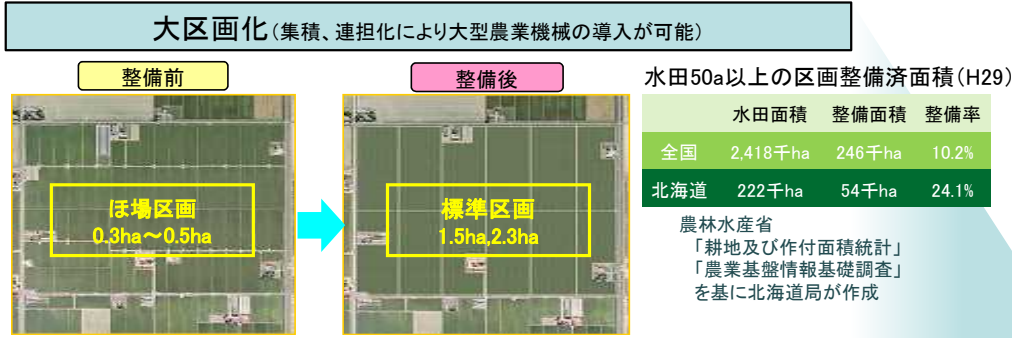 大区画化(集積、連担化により大型農業機械の導入が可能)
整備前
ほ場区画
0.3ha～0.5ha
整備後
標準区画
1.5ha,2.3ha
水田50a以上の区画整備済面積(H29)
水田面積 整備面積 整備率
全国 2,418千ha 246千ha 10.2%
北海道 222千ha 54千ha 24.1%
農林水産省
「耕地及び作付面積統計」
「農業基盤情報基礎調査」
を基に北海道局が作成